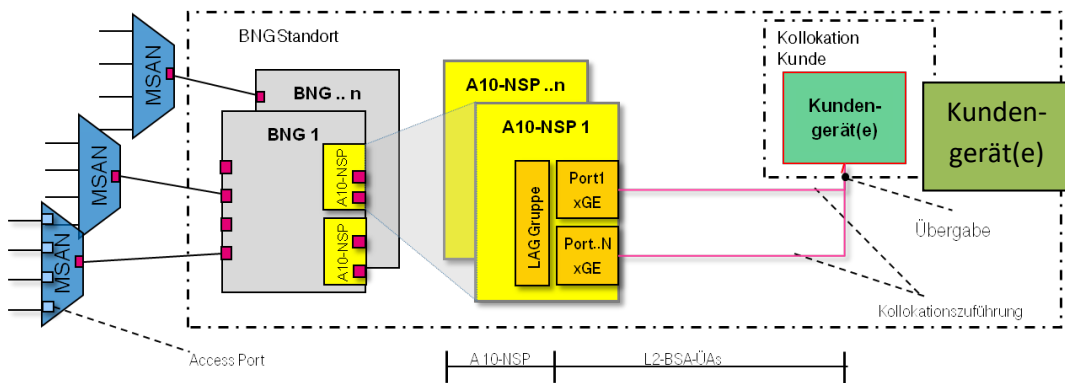 BNG Standort
Kollokation
Kunde
MSAN
MSAN
MSAN
BNG .. n
BNG 1
A10-NSP
A10-NSP
A10-NSP ..n
A10-NSP 1
LAG Gruppe
Port1
xGE
Port..N
xGE
Kunden-
gerät(e)
Kunden-
gerät(e)
Übergabe
Kollokationszuführung
Access Port
A10-NSP
L2-BSA-ÜAs